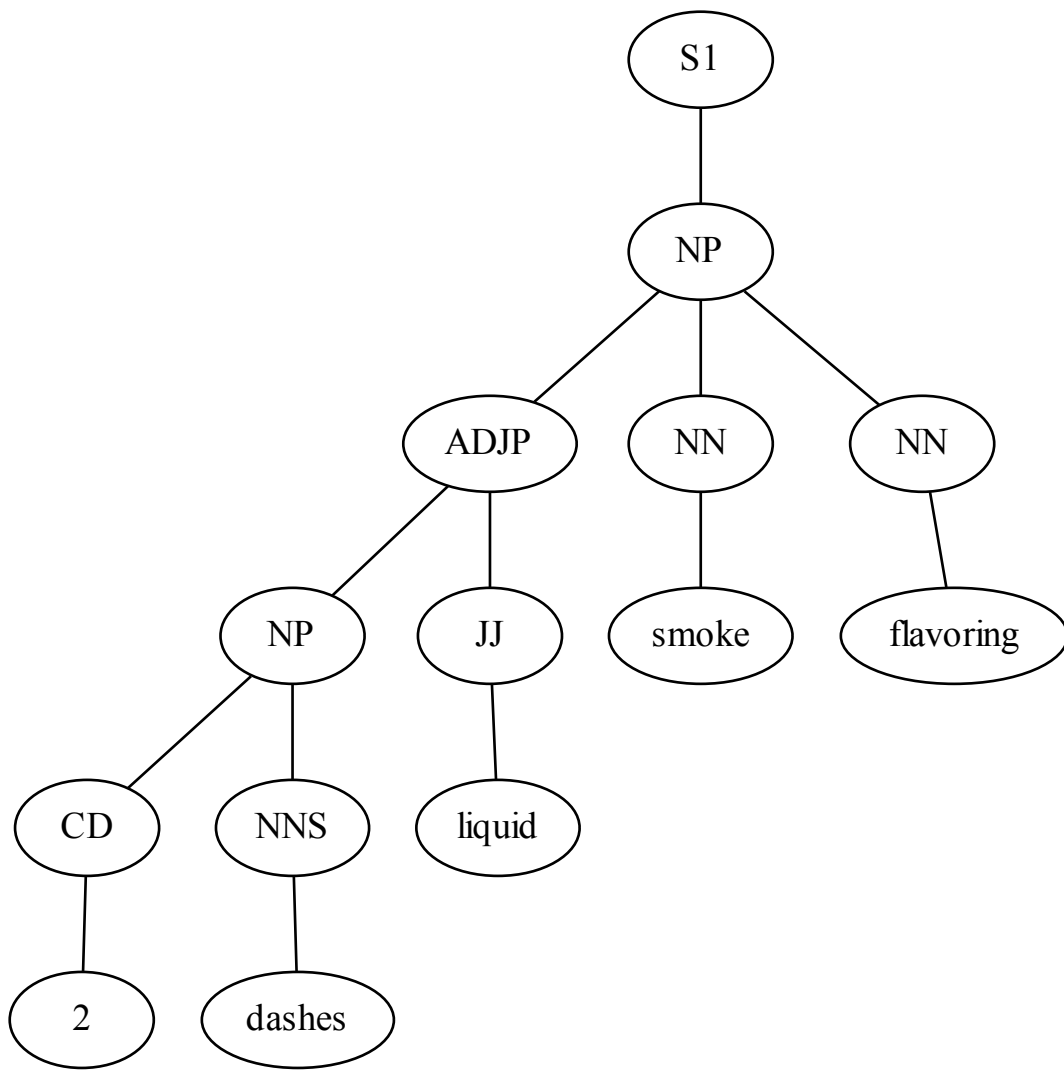 S1
NP
ADJP NN NN
NP JJ smoke flavoring
CD NNS liquid
2 dashes